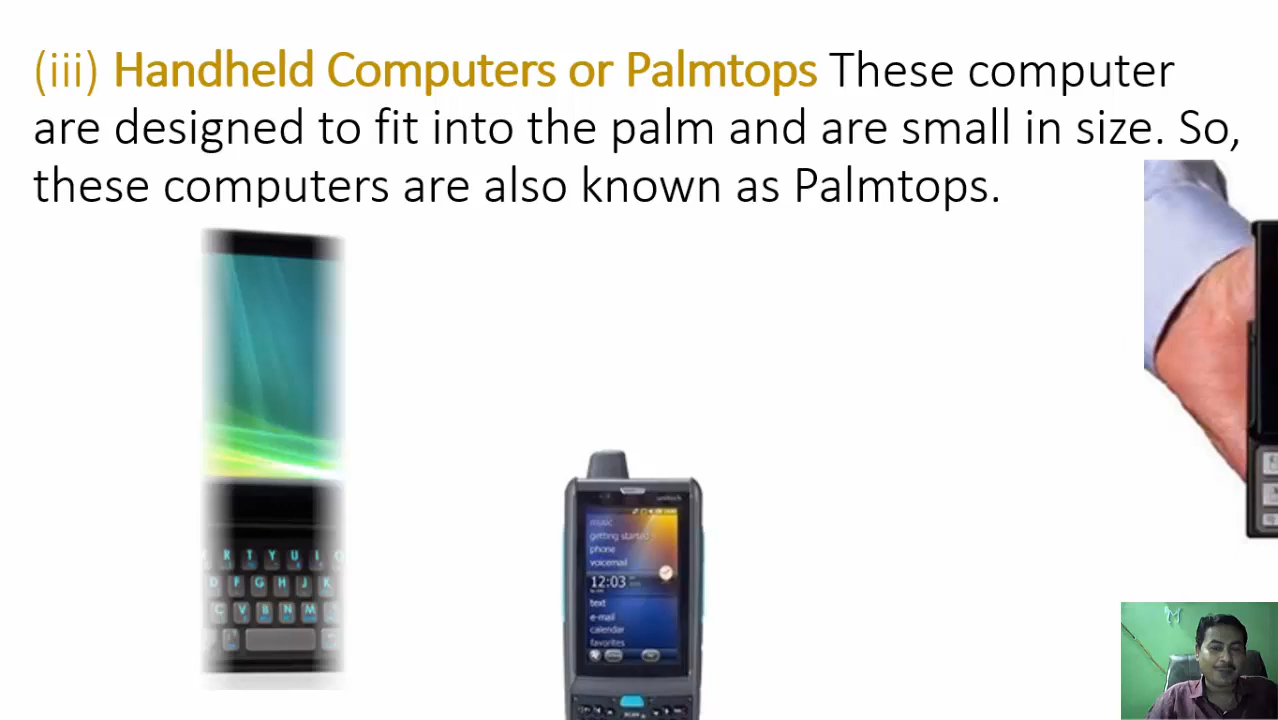 (iii) Handheld Computers or Palmtops These computer
are designed to fit into the palm and are small in size. So,
these computers are also known as Palmtops.
R T Y U I O
D F G H J K
C V B N M
unitech
music
getting started
phone
voicemail
12:03
text
e-mail
calendar
favorites
SCAN